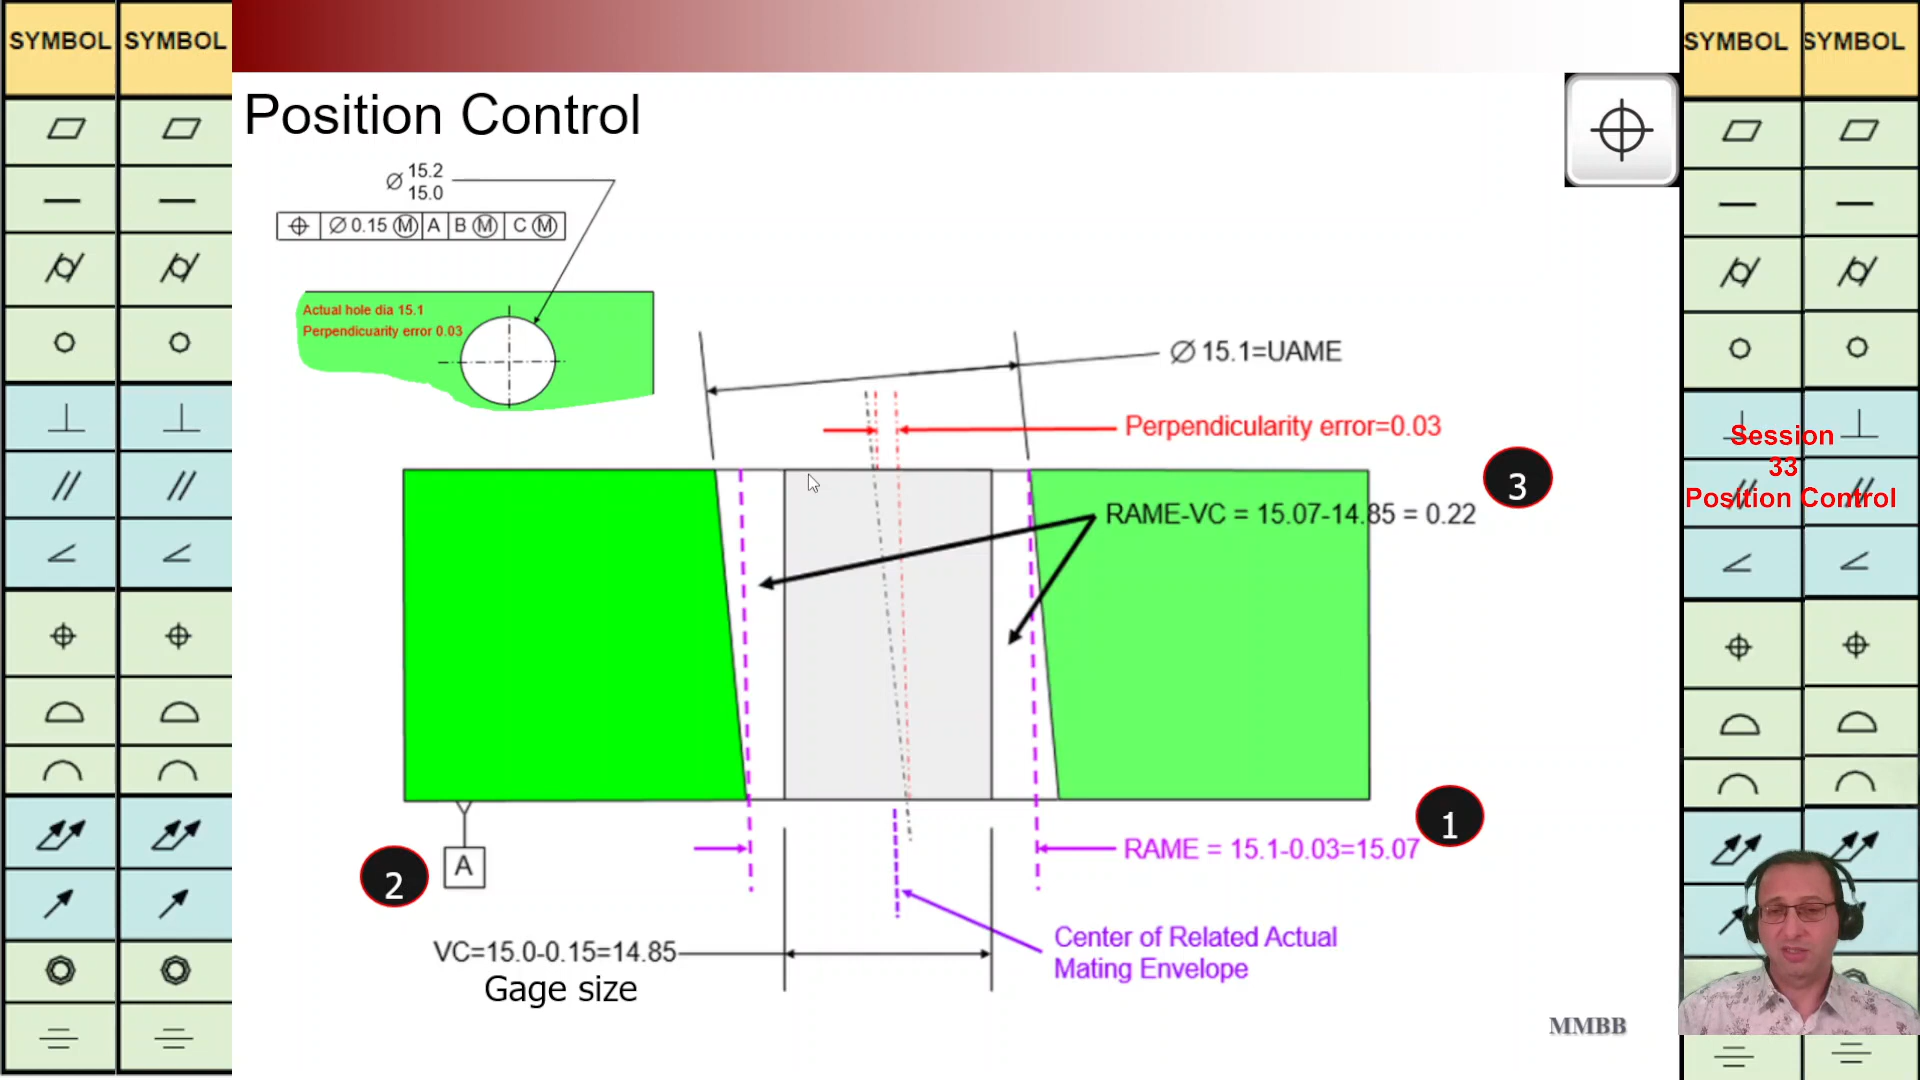 SYMBOL SYMBOL
SYMBOL SYMBOL
Position Control
⌀ 15.2
15.0
⌖ ⌀ 0.15 Ⓜ A B Ⓜ C Ⓜ
Actual hole dia 15.1
Perpendicuarity error 0.03
⌀ 15.1=UAME
Perpendicularity error=0.03
3
RAME-VC = 15.07-14.85 = 0.22
Session
33
Position Control
1
RAME = 15.1-0.03=15.07
A
2
Center of Related Actual
Mating Envelope
VC=15.0-0.15=14.85
Gage size
MMBB